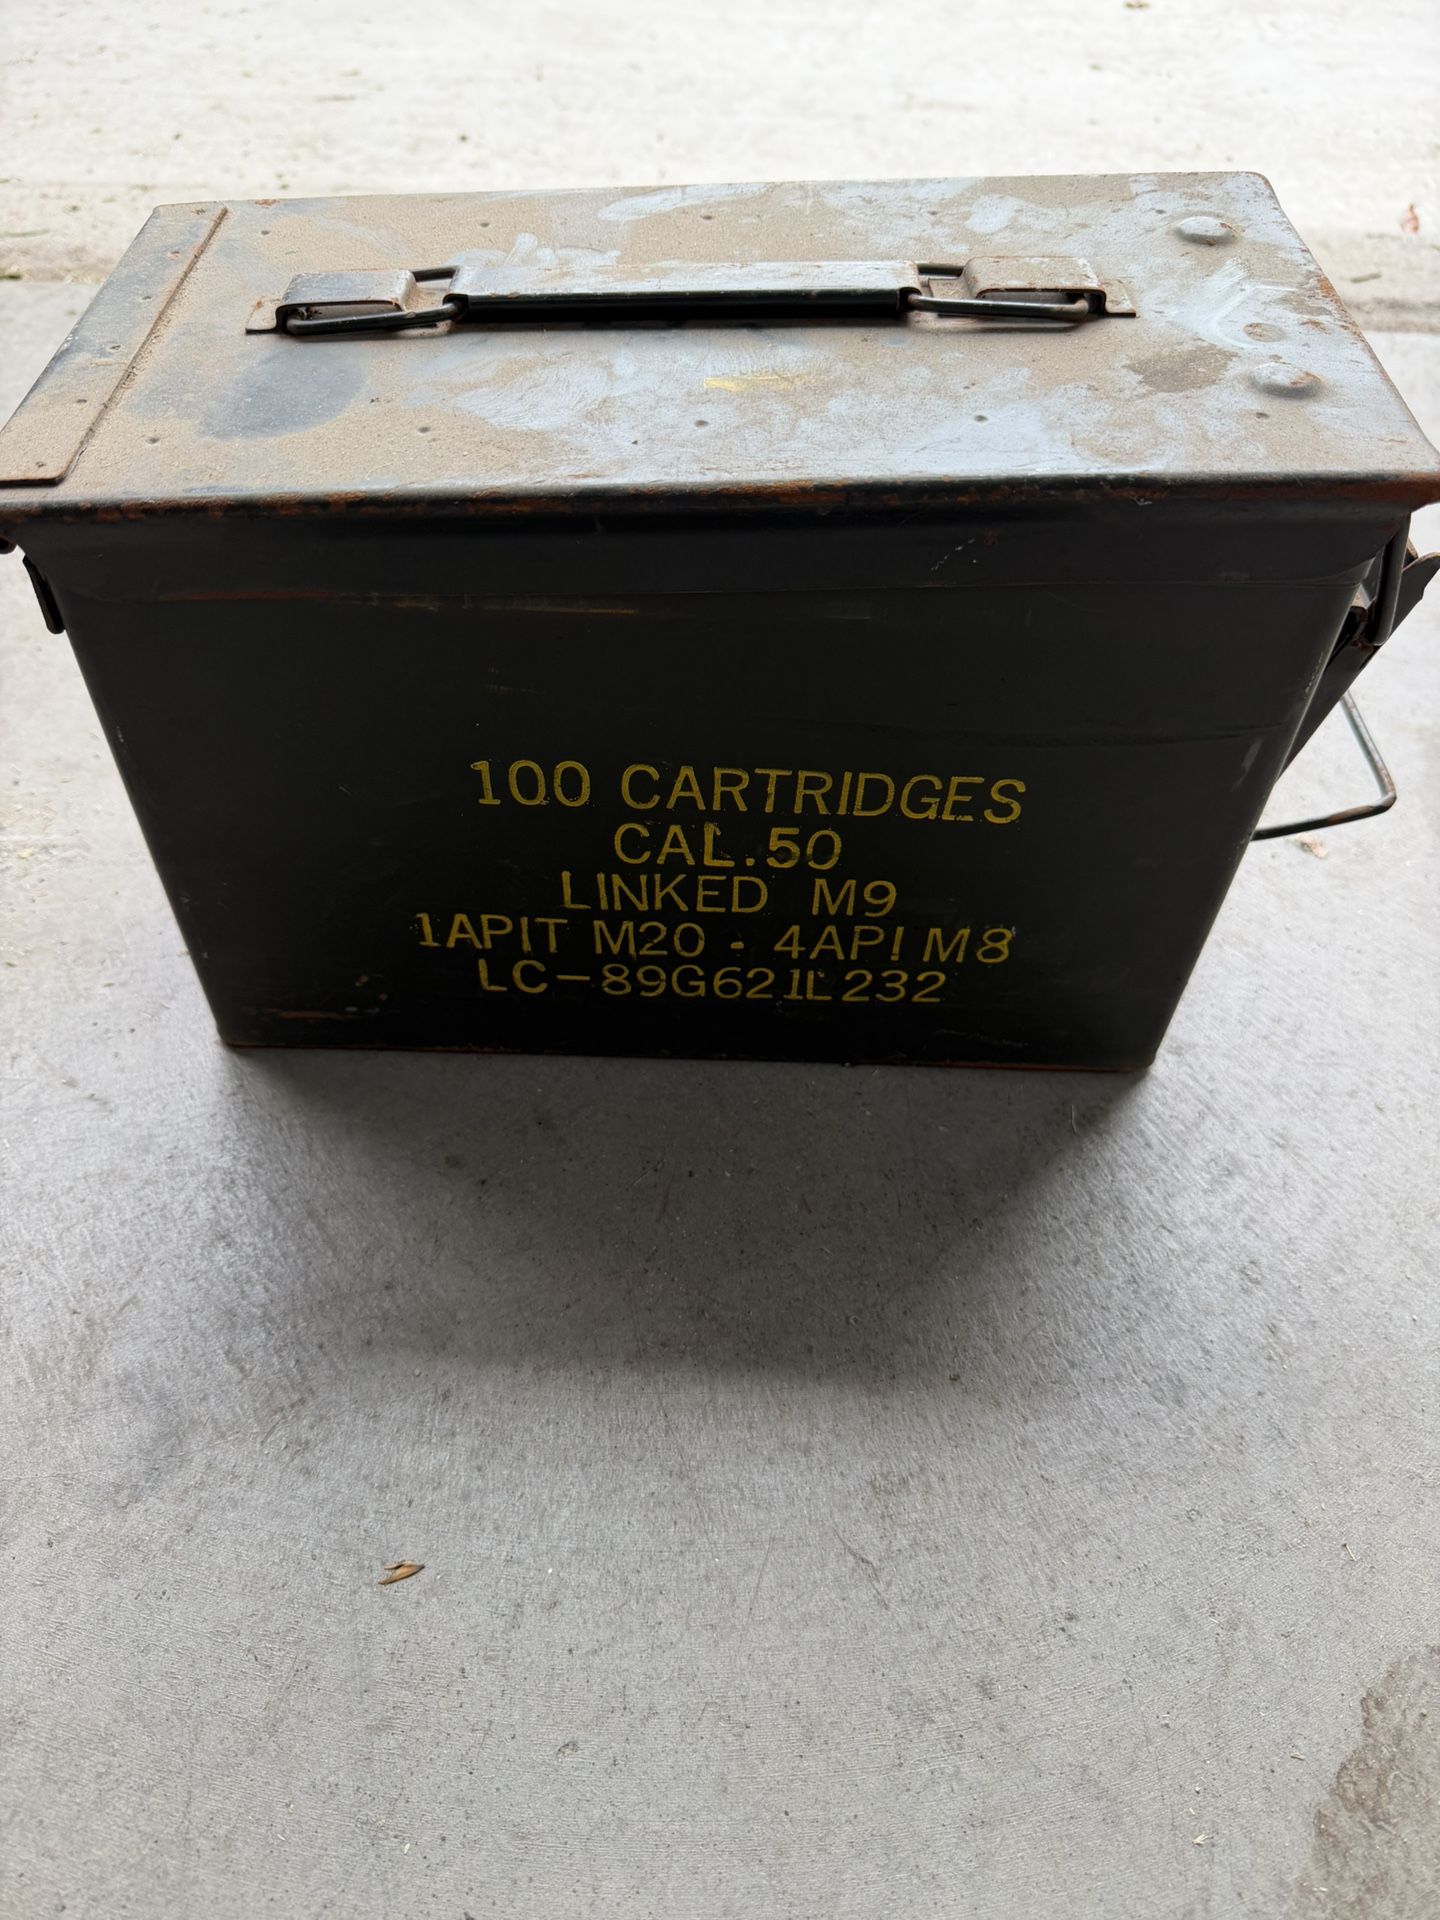 100 CARTRIDGES
CAL.50
LINKED M9
1APIT M20 - 4API M8
LC-89G621L232